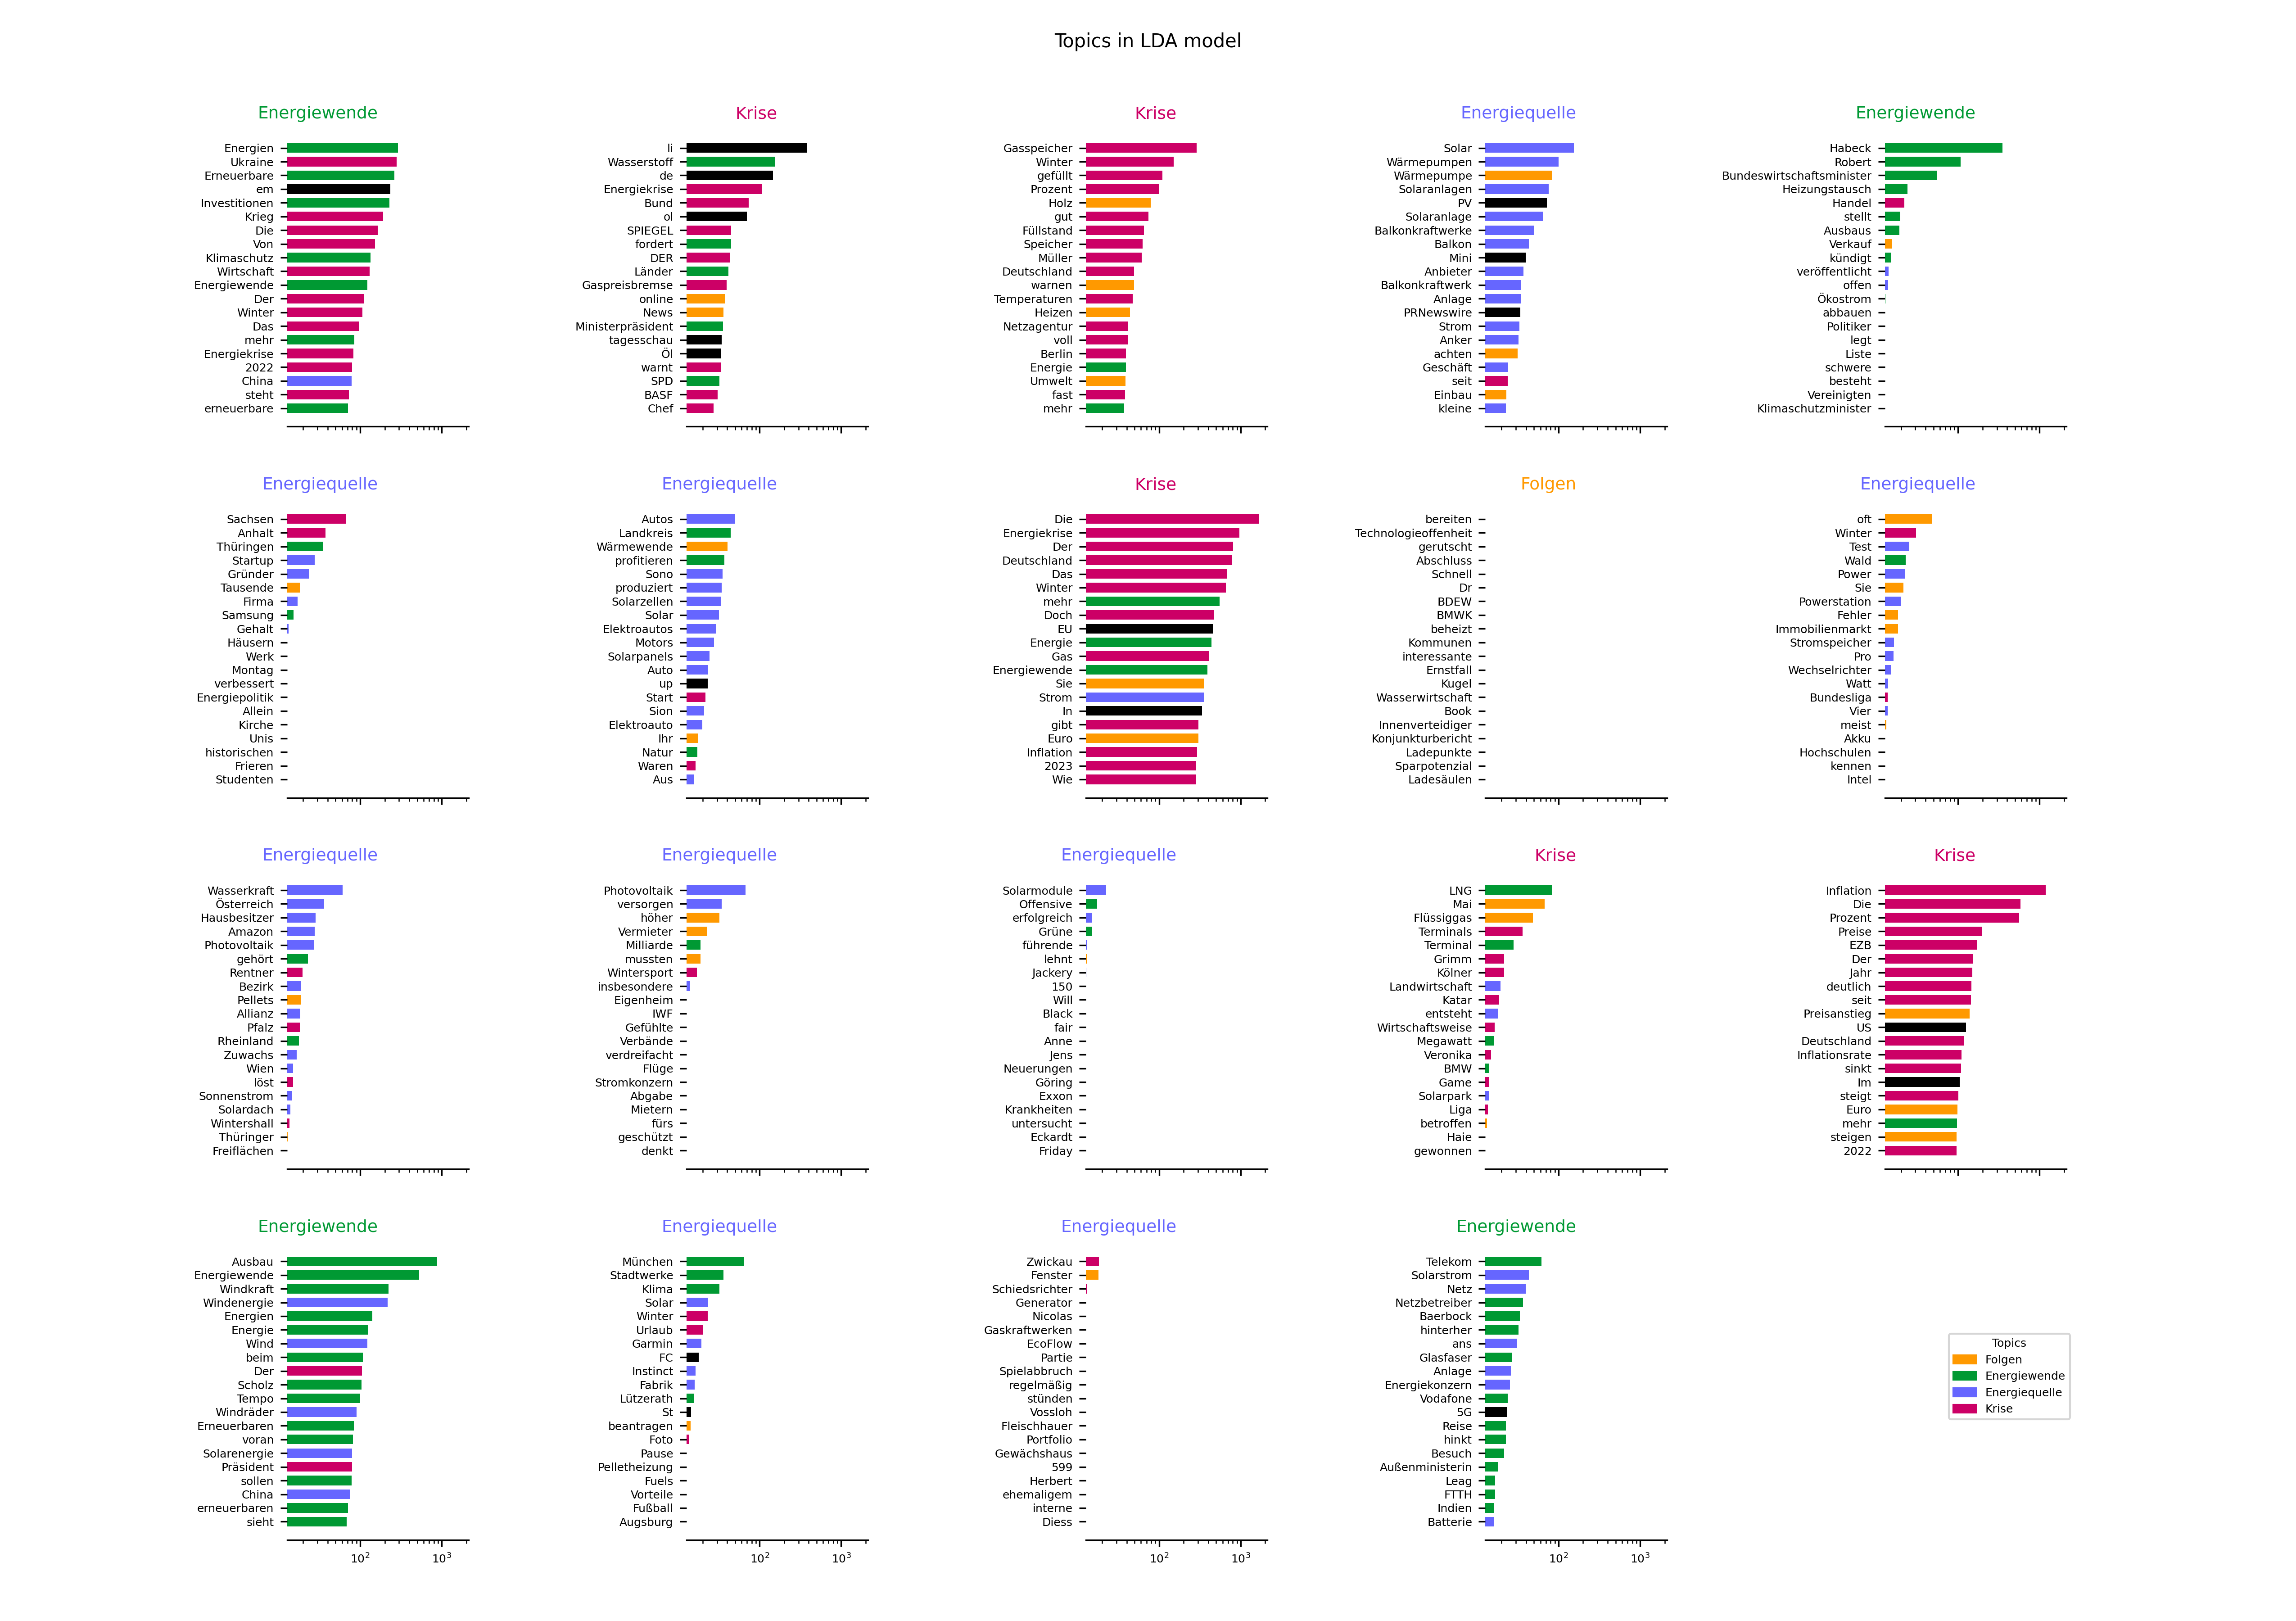 Topics in LDA model
Energiewende
Energien
Ukraine
Erneuerbare
em
Investitionen
Krieg
Die
Von
Klimaschutz
Wirtschaft
Energiewende
Der
Winter
Das
mehr
Energiekrise
2022
China
steht
erneuerbare
Krise
li
Wasserstoff
de
Energiekrise
Bund
ol
SPIEGEL
fordert
DER
Länder
Gaspreisbremse
online
News
Ministerpräsident
tagesschau
Öl
warnt
SPD
BASF
Chef
Krise
Gasspeicher
Winter
gefüllt
Prozent
Holz
gut
Füllstand
Speicher
Müller
Deutschland
warnen
Temperaturen
Heizen
Netzagentur
voll
Berlin
Energie
Umwelt
fast
mehr
Energiequelle
Solar
Wärmepumpen
Wärmepumpe
Solaranlagen
PV
Solaranlage
Balkonkraftwerke
Balkon
Mini
Anbieter
Balkonkraftwerk
Anlage
PRNewswire
Strom
Anker
achten
Geschäft
seit
Einbau
kleine
Energiewende
Habeck
Robert
Bundeswirtschaftsminister
Heizungstausch
Handel
stellt
Ausbaus
Verkauf
kündigt
veröffentlicht
offen
Ökostrom
abbauen
Politiker
legt
Liste
schwere
besteht
Vereinigten
Klimaschutzminister
Energiequelle
Sachsen
Anhalt
Thüringen
Startup
Gründer
Tausende
Firma
Samsung
Gehalt
Häusern
Werk
Montag
verbessert
Energiepolitik
Allein
Kirche
Unis
historischen
Frieren
Studenten
Energiequelle
Autos
Landkreis
Wärmewende
profitieren
Sono
produziert
Solarzellen
Solar
Elektroautos
Motors
Solarpanels
Auto
up
Start
Sion
Elektroauto
Ihr
Natur
Waren
Aus
Krise
Die
Energiekrise
Der
Deutschland
Das
Winter
mehr
Doch
EU
Energie
Gas
Energiewende
Sie
Strom
In
gibt
Euro
Inflation
2023
Wie
Folgen
bereiten
Technologieoffenheit
gerutscht
Abschluss
Schnell
Dr
BDEW
BMWK
beheizt
Kommunen
interessante
Ernstfall
Kugel
Wasserwirtschaft
Book
Innenverteidiger
Konjunkturbericht
Ladepunkte
Sparpotenzial
Ladesäulen
Energiequelle
oft
Winter
Test
Wald
Power
Sie
Powerstation
Fehler
Immobilienmarkt
Stromspeicher
Pro
Wechselrichter
Watt
Bundesliga
Vier
meist
Akku
Hochschulen
kennen
Intel
Energiequelle
Wasserkraft
Österreich
Hausbesitzer
Amazon
Photovoltaik
gehört
Rentner
Bezirk
Pellets
Allianz
Pfalz
Rheinland
Zuwachs
Wien
löst
Sonnenstrom
Solardach
Wintershall
Thüringer
Freiflächen
Energiequelle
Photovoltaik
versorgen
höher
Vermieter
Milliarde
mussten
Wintersport
insbesondere
Eigenheim
IWF
Gefühlte
Verbände
verdreifacht
Flüge
Stromkonzern
Abgabe
Mietern
fürs
geschützt
denkt
Energiequelle
Solarmodule
Offensive
erfolgreich
Grüne
führende
lehnt
Jackery
150
Will
Black
fair
Anne
Jens
Neuerungen
Göring
Exxon
Krankheiten
untersucht
Eckardt
Friday
Krise
LNG
Mai
Flüssiggas
Terminals
Terminal
Grimm
Kölner
Landwirtschaft
Katar
entsteht
Wirtschaftsweise
Megawatt
Veronika
BMW
Game
Solarpark
Liga
betroffen
Haie
gewonnen
Krise
Inflation
Die
Prozent
Preise
EZB
Der
Jahr
deutlich
seit
Preisanstieg
US
Deutschland
Inflationsrate
sinkt
Im
steigt
Euro
mehr
steigen
2022
Energiewende
Ausbau
Energiewende
Windkraft
Windenergie
Energien
Energie
Wind
beim
Der
Scholz
Tempo
Windräder
Erneuerbaren
voran
Solarenergie
Präsident
sollen
China
erneuerbaren
sieht
10² 10³
Energiequelle
München
Stadtwerke
Klima
Solar
Winter
Urlaub
Garmin
FC
Instinct
Fabrik
Lützerath
St
beantragen
Foto
Pause
Pelletheizung
Fuels
Vorteile
Fußball
Augsburg
10² 10³
Energiequelle
Zwickau
Fenster
Schiedsrichter
Generator
Nicolas
Gaskraftwerken
EcoFlow
Partie
Spielabbruch
regelmäßig
stünden
Vossloh
Fleischhauer
Portfolio
Gewächshaus
599
Herbert
ehemaligem
interne
Diess
10² 10³
Energiewende
Telekom
Solarstrom
Netz
Netzbetreiber
Baerbock
hinterher
ans
Glasfaser
Anlage
Energiekonzern
Vodafone
5G
Reise
hinkt
Besuch
Außenministerin
Leag
FTTH
Indien
Batterie
10² 10³
Topics
Folgen
Energiewende
Energiequelle
Krise